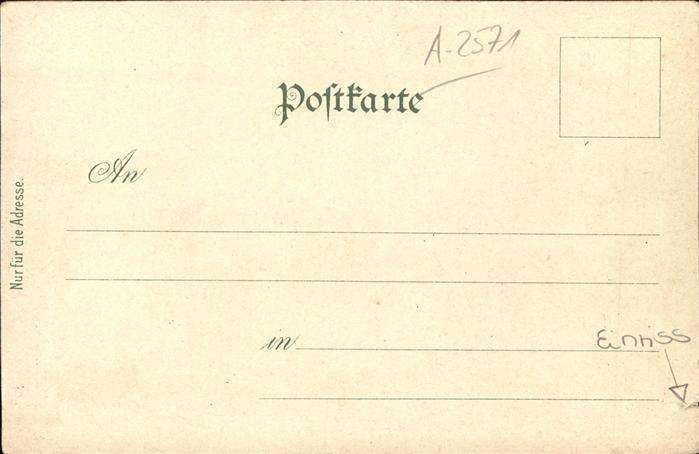 A-2571
Postkarte
An
Nur für die Adresse.
in
Einriss